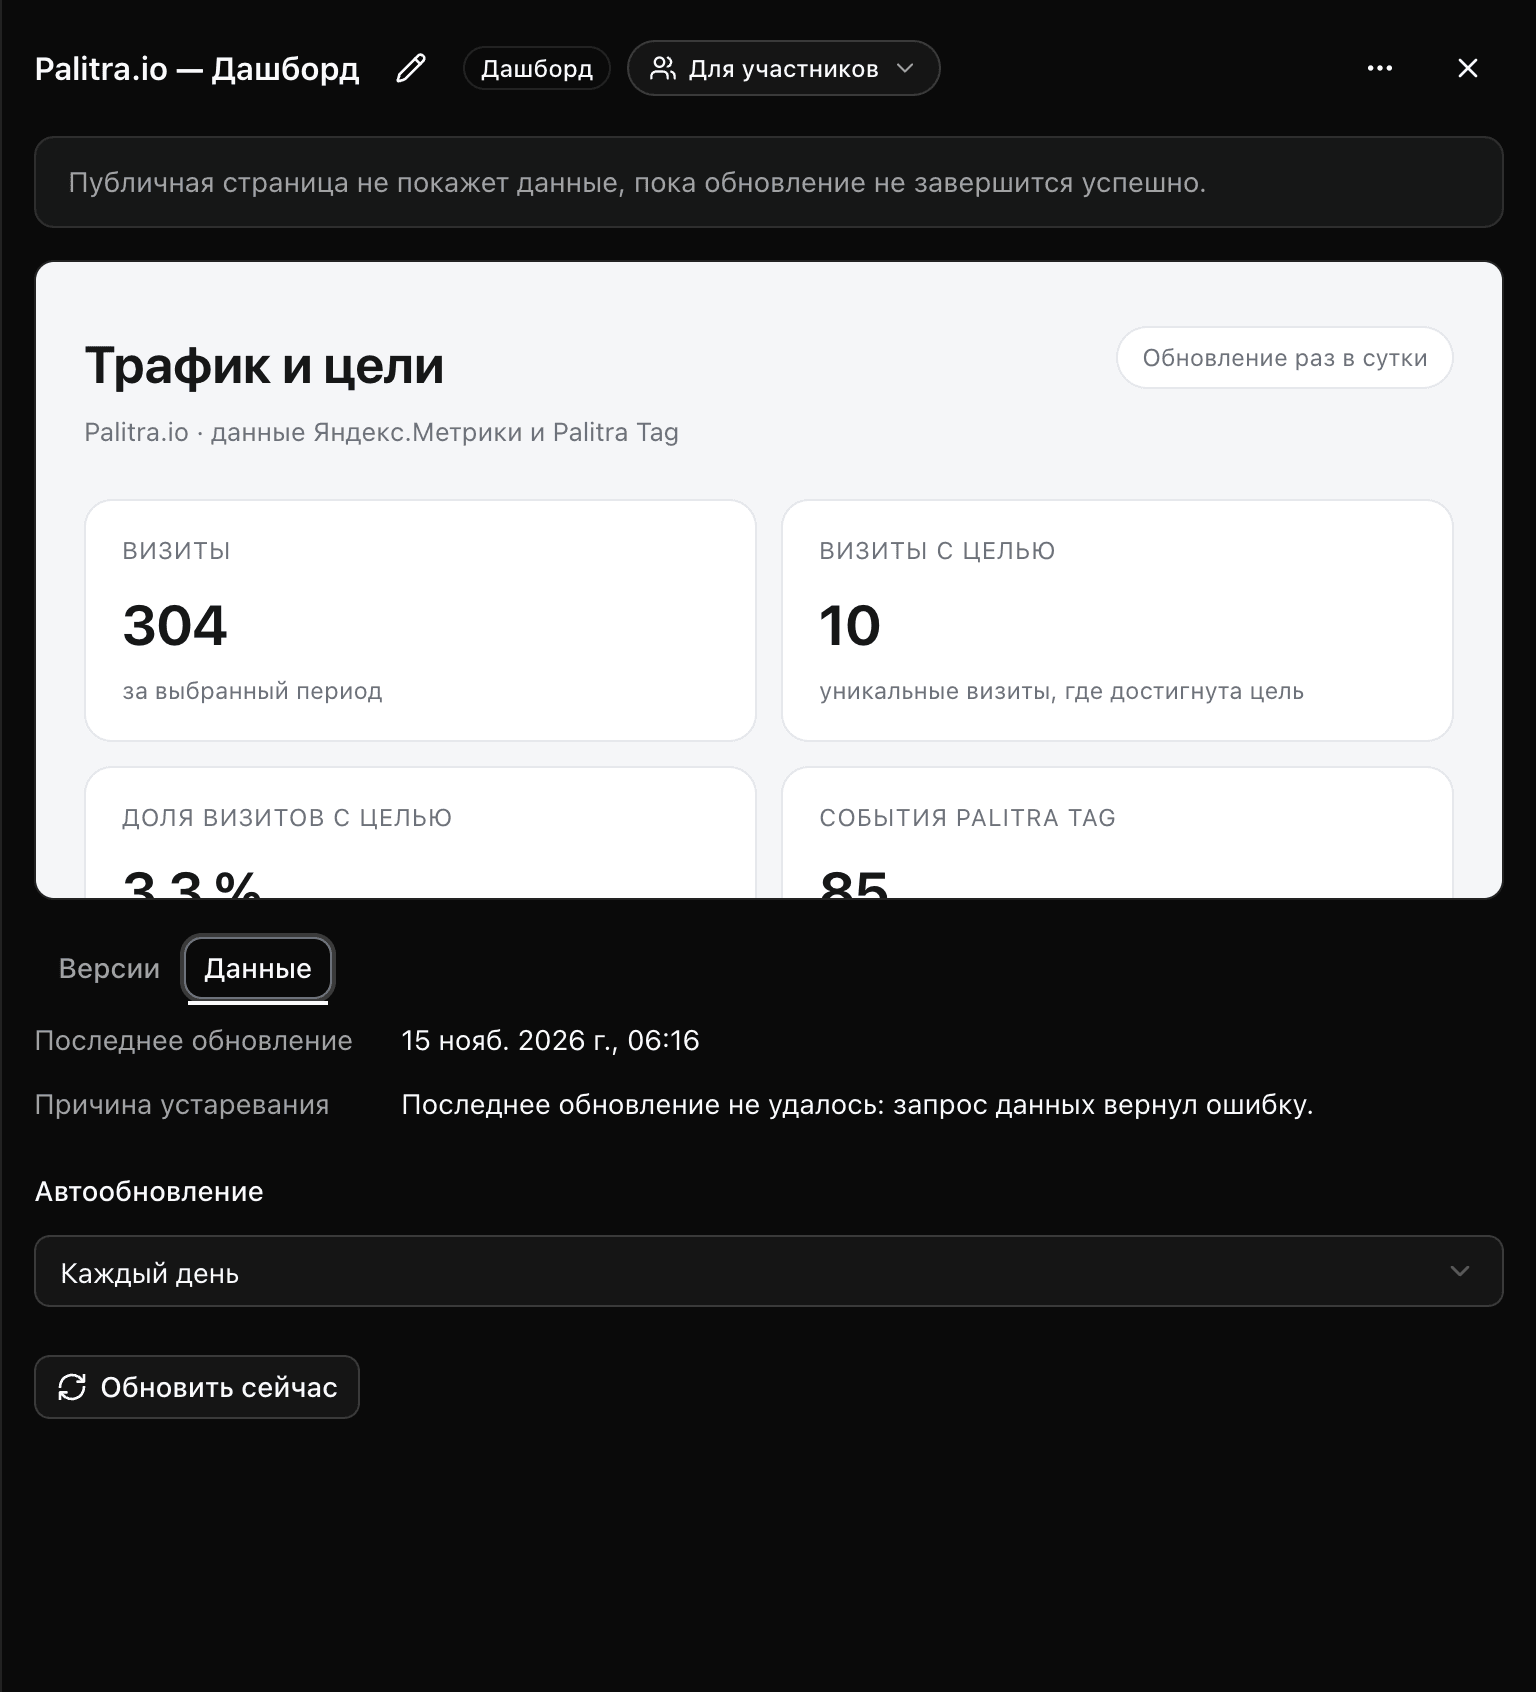 Palitra.io — Дашборд
Дашборд
Для участников
Публичная страница не покажет данные, пока обновление не завершится успешно.
Трафик и цели
Обновление раз в сутки
Palitra.io · данные Яндекс.Метрики и Palitra Tag
ВИЗИТЫ
304
за выбранный период
ВИЗИТЫ С ЦЕЛЬЮ
10
уникальные визиты, где достигнута цель
ДОЛЯ ВИЗИТОВ С ЦЕЛЬЮ
3,3 %
СОБЫТИЯ PALITRA TAG
85
Версии
Данные
Последнее обновление
15 нояб. 2026 г., 06:16
Причина устаревания
Последнее обновление не удалось: запрос данных вернул ошибку.
Автообновление
Каждый день
Обновить сейчас